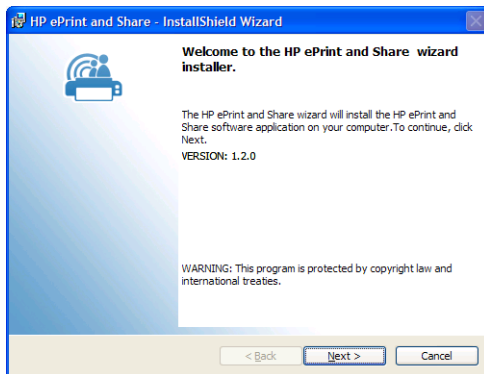 HP ePrint and Share - InstallShield Wizard
Welcome to the HP ePrint and Share wizard
installer.
The HP ePrint and Share wizard will install the HP ePrint and
Share software application on your computer.To continue, click
Next.
VERSION: 1.2.0
WARNING: This program is protected by copyright law and
international treaties.
< Back Next > Cancel